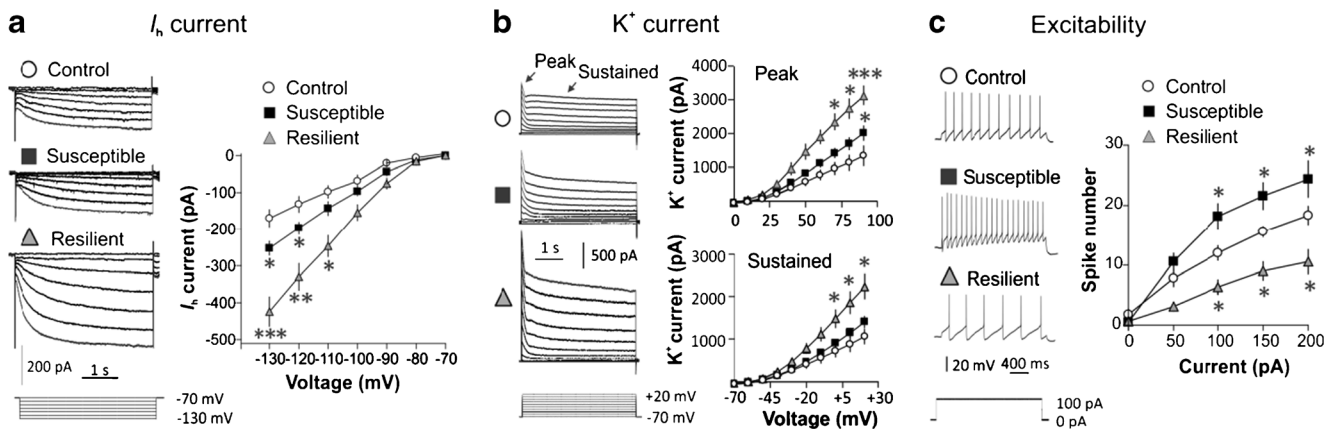 a I_h current
Control
Susceptible
Resilient
200 pA
1 s
-70 mV
-130 mV
Control
Susceptible
Resilient
I_h current (pA)
0
-100
-200
-300
-400
-500
*
*
*
**
***
-130 -120 -110 -100 -90 -80 -70
Voltage (mV)
b K⁺ current
Peak
Sustained
1 s
500 pA
+20 mV
-70 mV
Peak
K⁺ current (pA)
4000
3000
2000
1000
***
*
*
*
0 25 50 75 100
Sustained
K⁺ current (pA)
3000
2000
1000
0
*
*
*
-70 -45 -20 +5 +30
Voltage (mV)
c Excitability
Control
Susceptible
Resilient
20 mV
400 ms
100 pA
0 pA
Control
Susceptible
Resilient
Spike number
30
20
10
0
*
*
*
*
*
*
0 50 100 150 200
Current (pA)